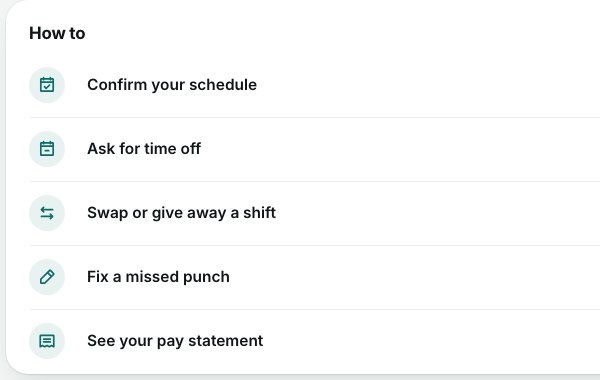 How to
Confirm your schedule
Ask for time off
Swap or give away a shift
Fix a missed punch
See your pay statement